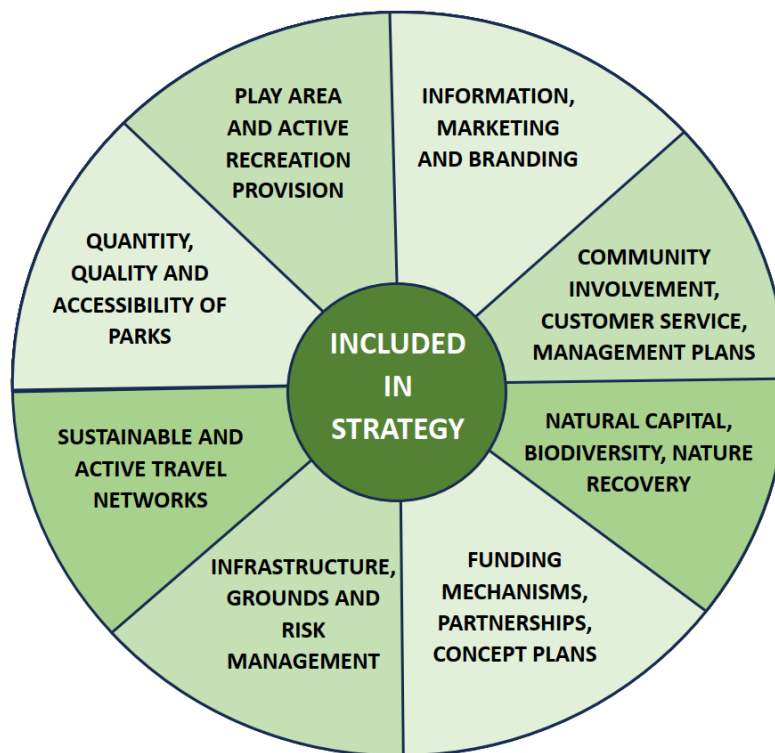 PLAY AREA
AND ACTIVE
RECREATION
PROVISION
INFORMATION,
MARKETING
AND BRANDING
QUANTITY,
QUALITY AND
ACCESSIBILITY OF
PARKS
COMMUNITY
INVOLVEMENT,
CUSTOMER SERVICE,
MANAGEMENT PLANS
INCLUDED
IN
STRATEGY
SUSTAINABLE AND
ACTIVE TRAVEL
NETWORKS
NATURAL CAPITAL,
BIODIVERSITY, NATURE
RECOVERY
INFRASTRUCTURE,
GROUNDS AND
RISK
MANAGEMENT
FUNDING
MECHANISMS,
PARTNERSHIPS,
CONCEPT PLANS